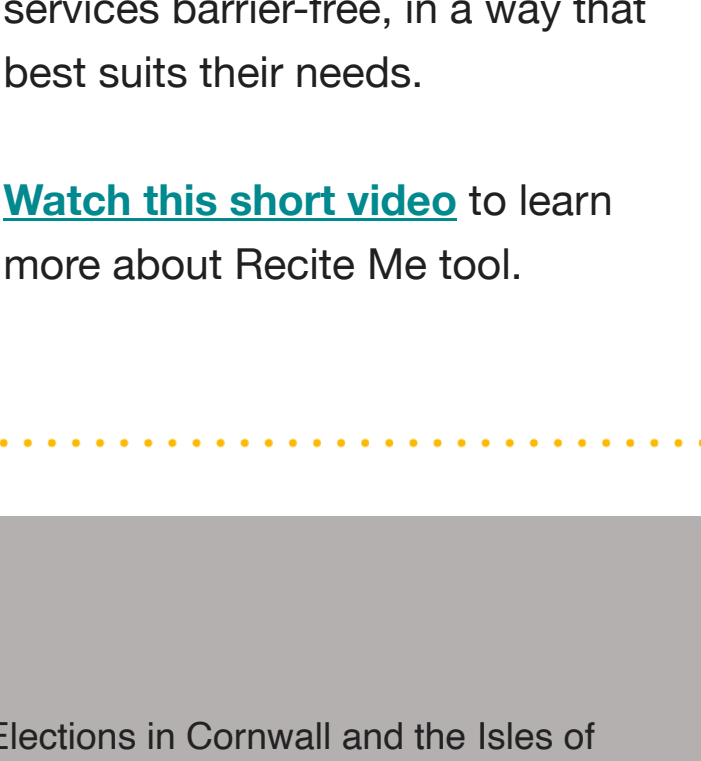 services barrier-free, in a way that
best suits their needs.
Watch this short video to learn
more about Recite Me tool.
Elections in Cornwall and the Isles of